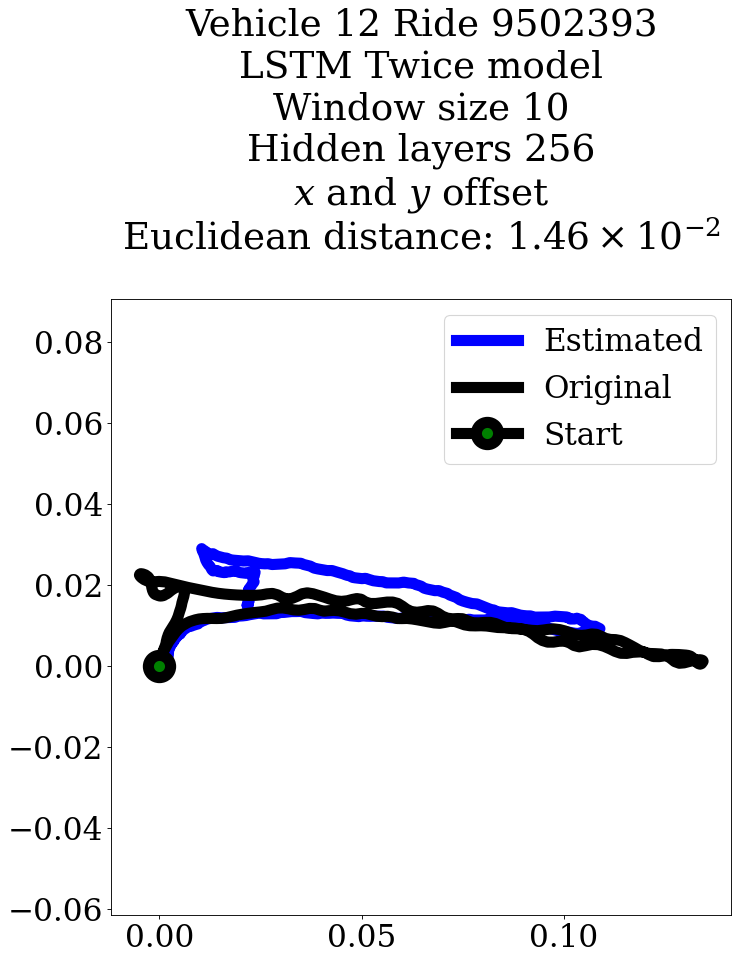 Vehicle 12 Ride 9502393
LSTM Twice model
Window size 10
Hidden layers 256
x and y offset
Euclidean distance: 1.46 × 10⁻²
Estimated
Original
Start
0.08
0.06
0.04
0.02
0.00
−0.02
−0.04
−0.06
0.00 0.05 0.10